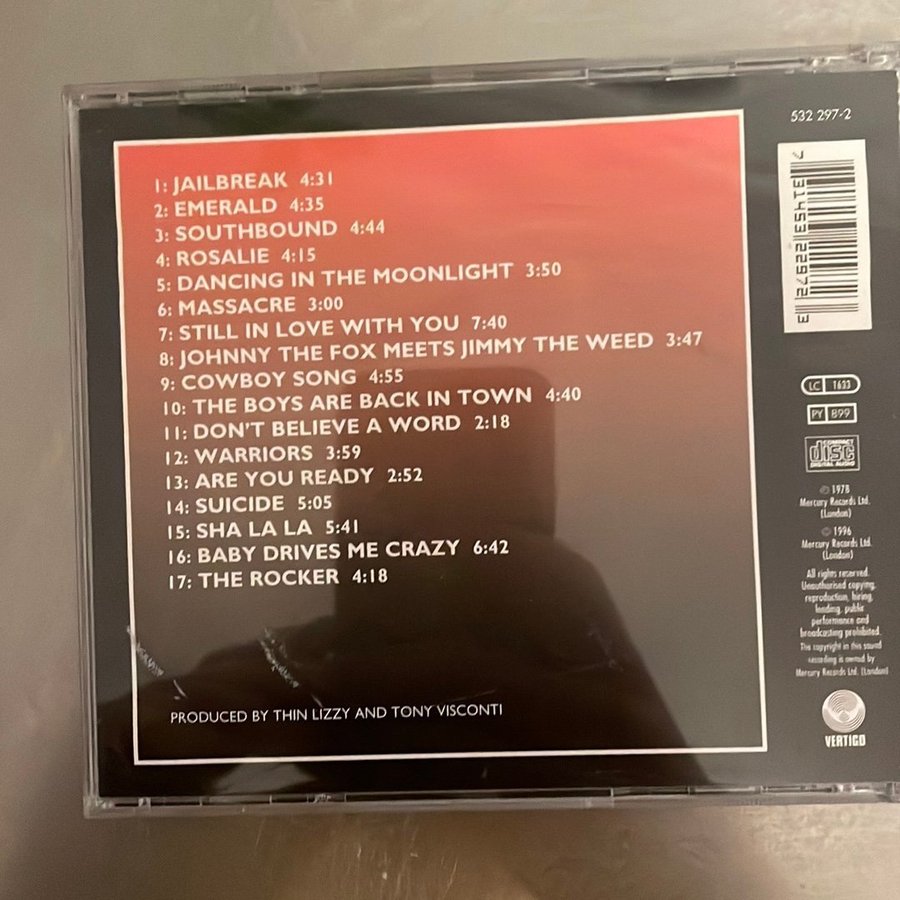 1: JAILBREAK 4:31
2: EMERALD 4:35
3: SOUTHBOUND 4:44
4: ROSALIE 4:15
5: DANCING IN THE MOONLIGHT 3:50
6: MASSACRE 3:00
7: STILL IN LOVE WITH YOU 7:40
8: JOHNNY THE FOX MEETS JIMMY THE WEED 3:47
9: COWBOY SONG 4:55
10: THE BOYS ARE BACK IN TOWN 4:40
11: DON'T BELIEVE A WORD 2:18
12: WARRIORS 3:59
13: ARE YOU READY 2:52
14: SUICIDE 5:05
15: SHA LA LA 5:41
16: BABY DRIVES ME CRAZY 6:42
17: THE ROCKER 4:18
PRODUCED BY THIN LIZZY AND TONY VISCONTI
532 297-2
7 31453 22972 3
LC 1633
PY 899
COMPACT
disc
DIGITAL AUDIO
℗ 1978
Mercury Records Ltd.
(London)
© 1996
Mercury Records Ltd.
(London)
All rights reserved.
Unauthorised copying,
reproduction, hiring,
lending, public
performance and
broadcasting prohibited.
The copyright in this sound
recording is owned by
Mercury Records Ltd. (London)
VERTIGO